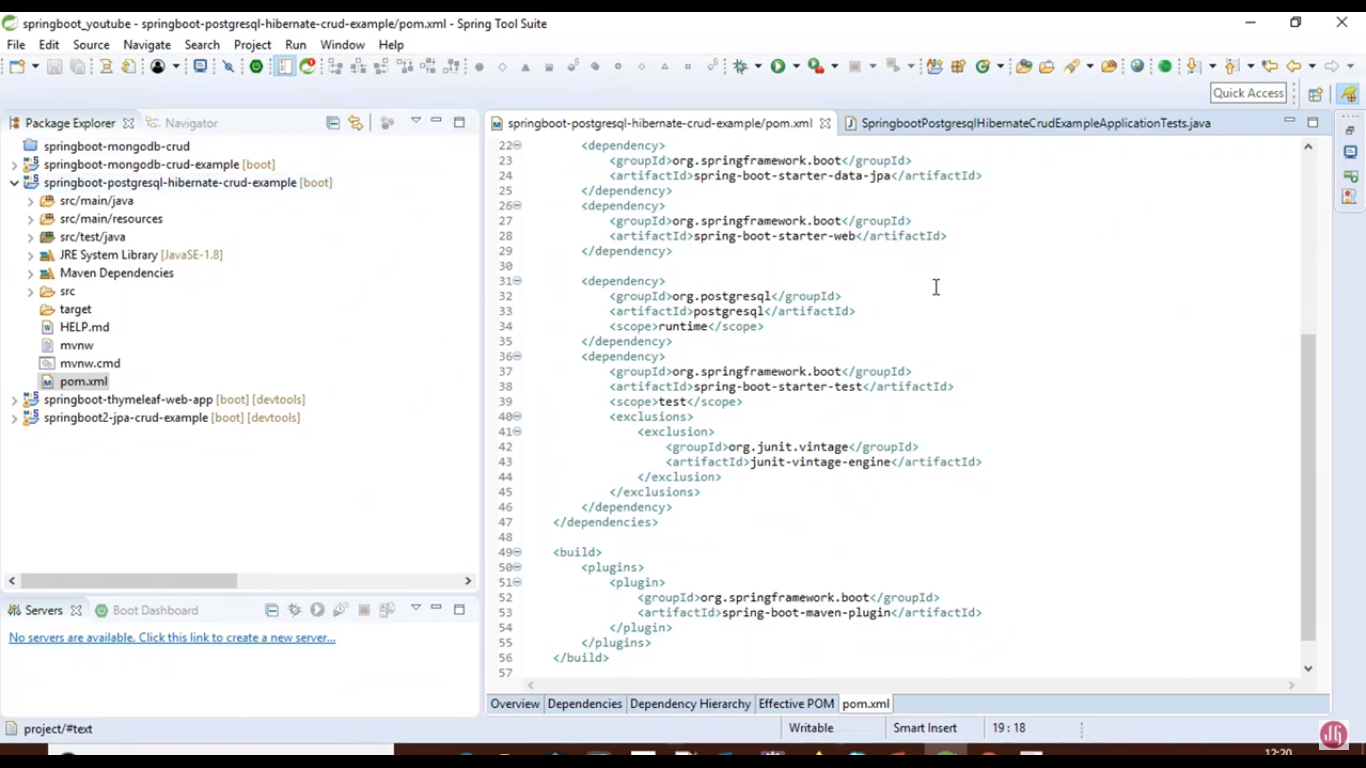 springboot_youtube - springboot-postgresql-hibernate-crud-example/pom.xml - Spring Tool Suite
File Edit Source Navigate Search Project Run Window Help
Quick Access
Package Explorer Navigator
springboot-mongodb-crud
springboot-mongodb-crud-example [boot]
springboot-postgresql-hibernate-crud-example [boot]
src/main/java
src/main/resources
src/test/java
JRE System Library [JavaSE-1.8]
Maven Dependencies
src
target
HELP.md
mvnw
mvnw.cmd
pom.xml
springboot-thymeleaf-web-app [boot] [devtools]
springboot2-jpa-crud-example [boot] [devtools]
Servers Boot Dashboard
No servers are available. Click this link to create a new server...
springboot-postgresql-hibernate-crud-example/pom.xml SpringbootPostgresqlHibernateCrudExampleApplicationTests.java
22 <dependency>
23 <groupId>org.springframework.boot</groupId>
24 <artifactId>spring-boot-starter-data-jpa</artifactId>
25 </dependency>
26 <dependency>
27 <groupId>org.springframework.boot</groupId>
28 <artifactId>spring-boot-starter-web</artifactId>
29 </dependency>
30
31 <dependency>
32 <groupId>org.postgresql</groupId>
33 <artifactId>postgresql</artifactId>
34 <scope>runtime</scope>
35 </dependency>
36 <dependency>
37 <groupId>org.springframework.boot</groupId>
38 <artifactId>spring-boot-starter-test</artifactId>
39 <scope>test</scope>
40 <exclusions>
41 <exclusion>
42 <groupId>org.junit.vintage</groupId>
43 <artifactId>junit-vintage-engine</artifactId>
44 </exclusion>
45 </exclusions>
46 </dependency>
47 </dependencies>
48
49 <build>
50 <plugins>
51 <plugin>
52 <groupId>org.springframework.boot</groupId>
53 <artifactId>spring-boot-maven-plugin</artifactId>
54 </plugin>
55 </plugins>
56 </build>
57
Overview Dependencies Dependency Hierarchy Effective POM pom.xml
project/#text Writable Smart Insert 19 : 18
12:20